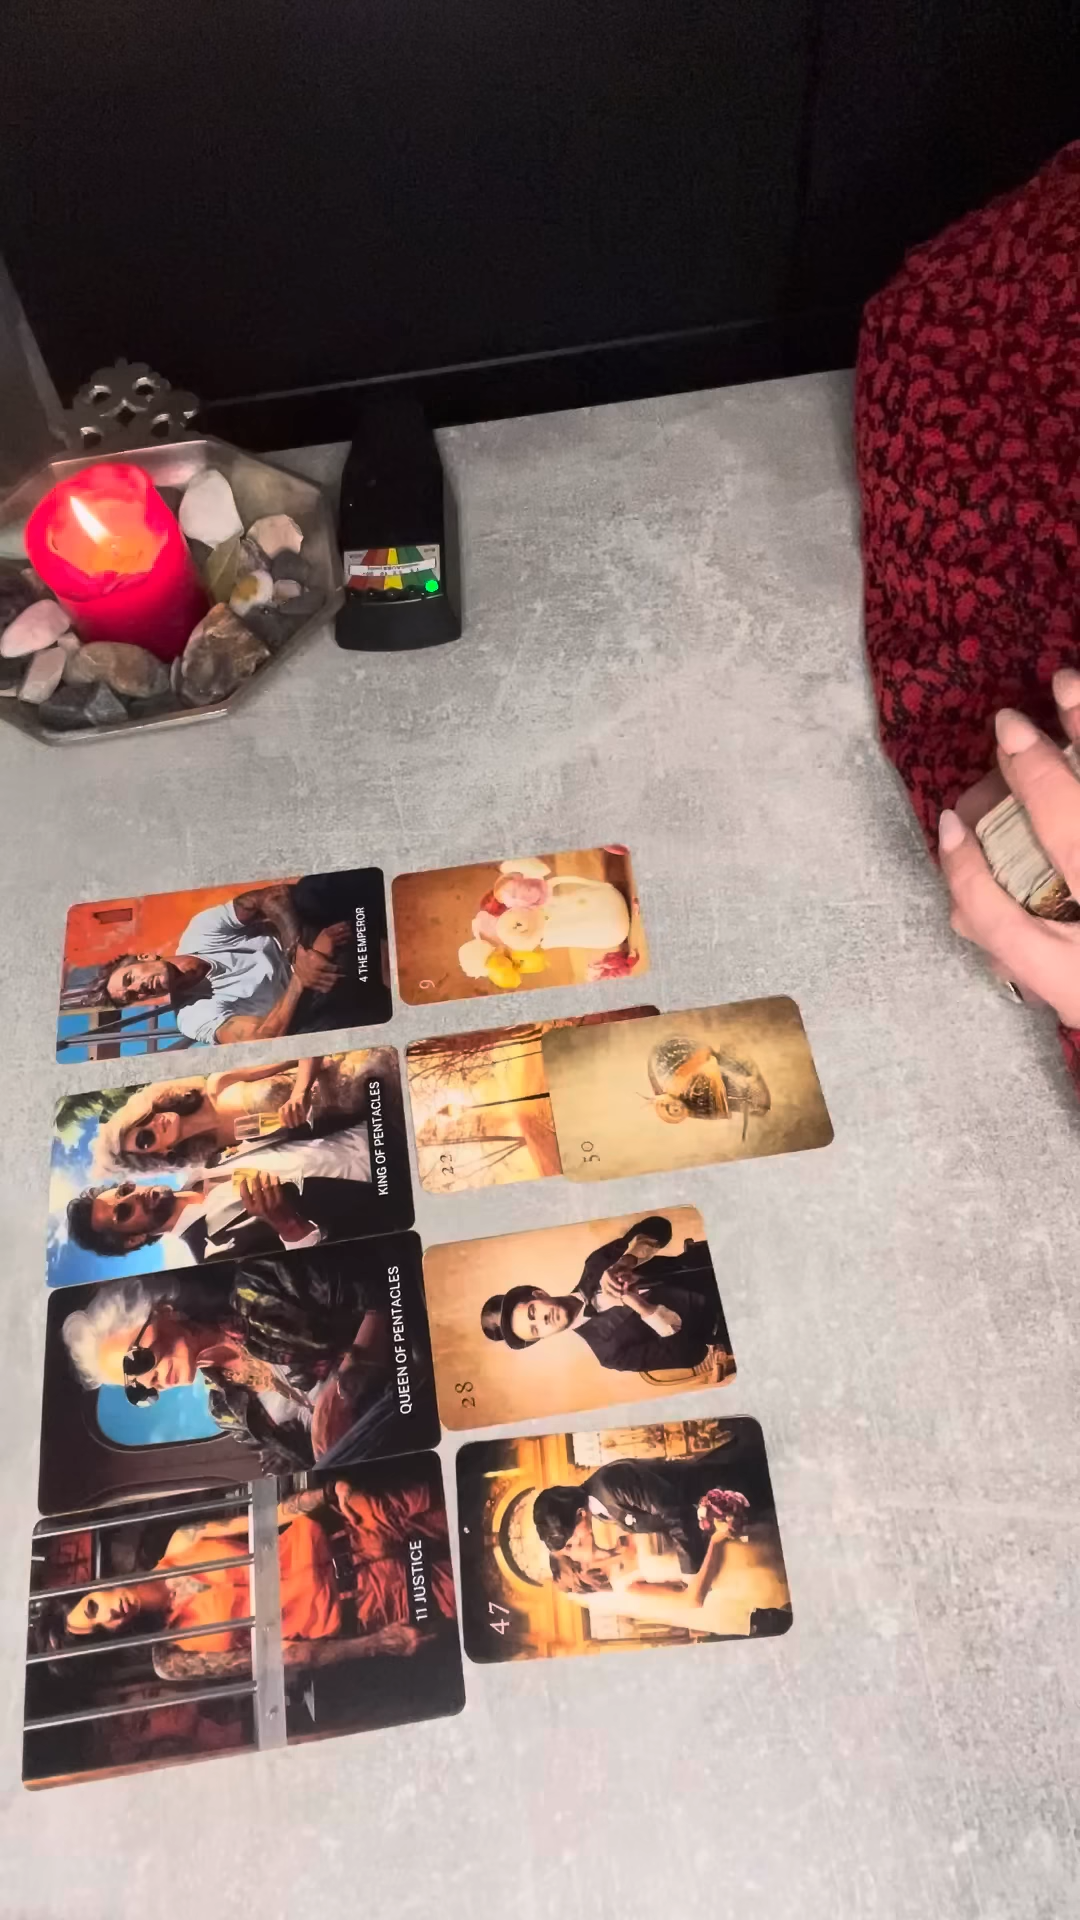 4 THE EMPEROR
9
KING OF PENTACLES
22
50
QUEEN OF PENTACLES
28
11 JUSTICE
47